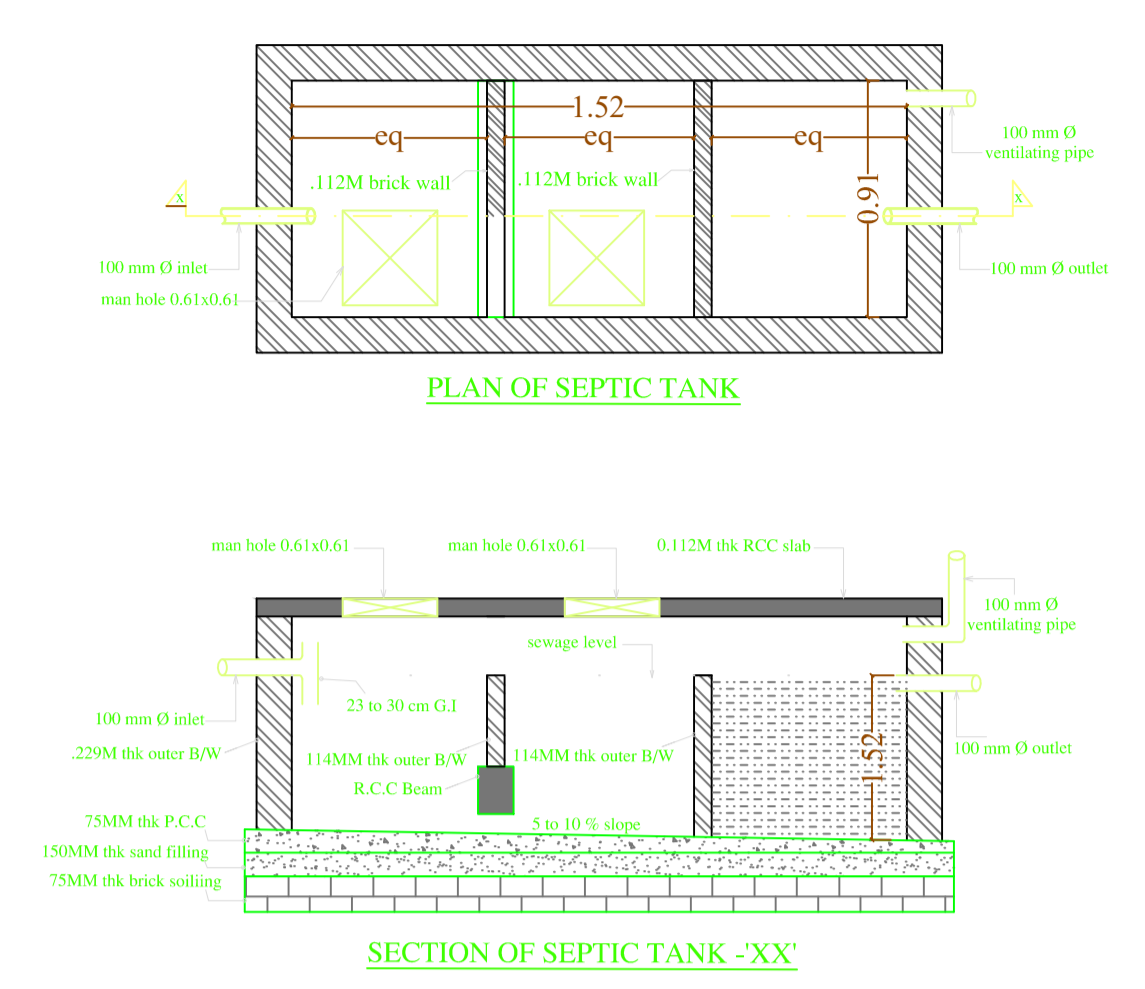 1.52
eq
eq
eq
100 mm Ø
ventilating pipe
.112M brick wall
.112M brick wall
0.91
x
x
100 mm Ø inlet
100 mm Ø outlet
man hole 0.61x0.61
PLAN OF SEPTIC TANK
man hole 0.61x0.61
man hole 0.61x0.61
0.112M thk RCC slab
100 mm Ø
ventilating pipe
sewage level
23 to 30 cm G.I
100 mm Ø inlet
.229M thk outer B/W
114MM thk outer B/W
114MM thk outer B/W
1.52
100 mm Ø outlet
R.C.C Beam
75MM thk P.C.C
5 to 10 % slope
150MM thk sand filling
75MM thk brick soiliing
SECTION OF SEPTIC TANK -'XX'